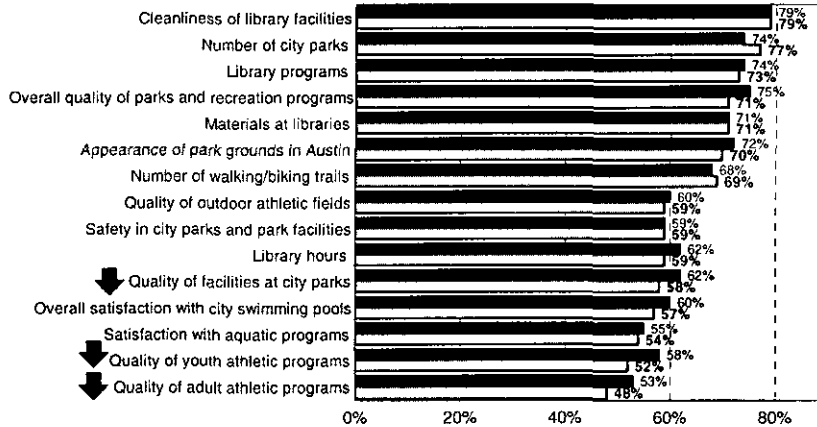 Cleanliness of library facilities 79%
79%
Number of city parks 74%
77%
Library programs 74%
73%
Overall quality of parks and recreation programs 75%
71%
Materials at libraries 71%
71%
Appearance of park grounds in Austin 72%
70%
Number of walking/biking trails 68%
69%
Quality of outdoor athletic fields 60%
59%
Safety in city parks and park facilities 59%
59%
Library hours 62%
59%
Quality of facilities at city parks 62%
58%
Overall satisfaction with city swimming pools 60%
57%
Satisfaction with aquatic programs 55%
54%
Quality of youth athletic programs 58%
52%
Quality of adult athletic programs 53%
48%
0% 20% 40% 60% 80%